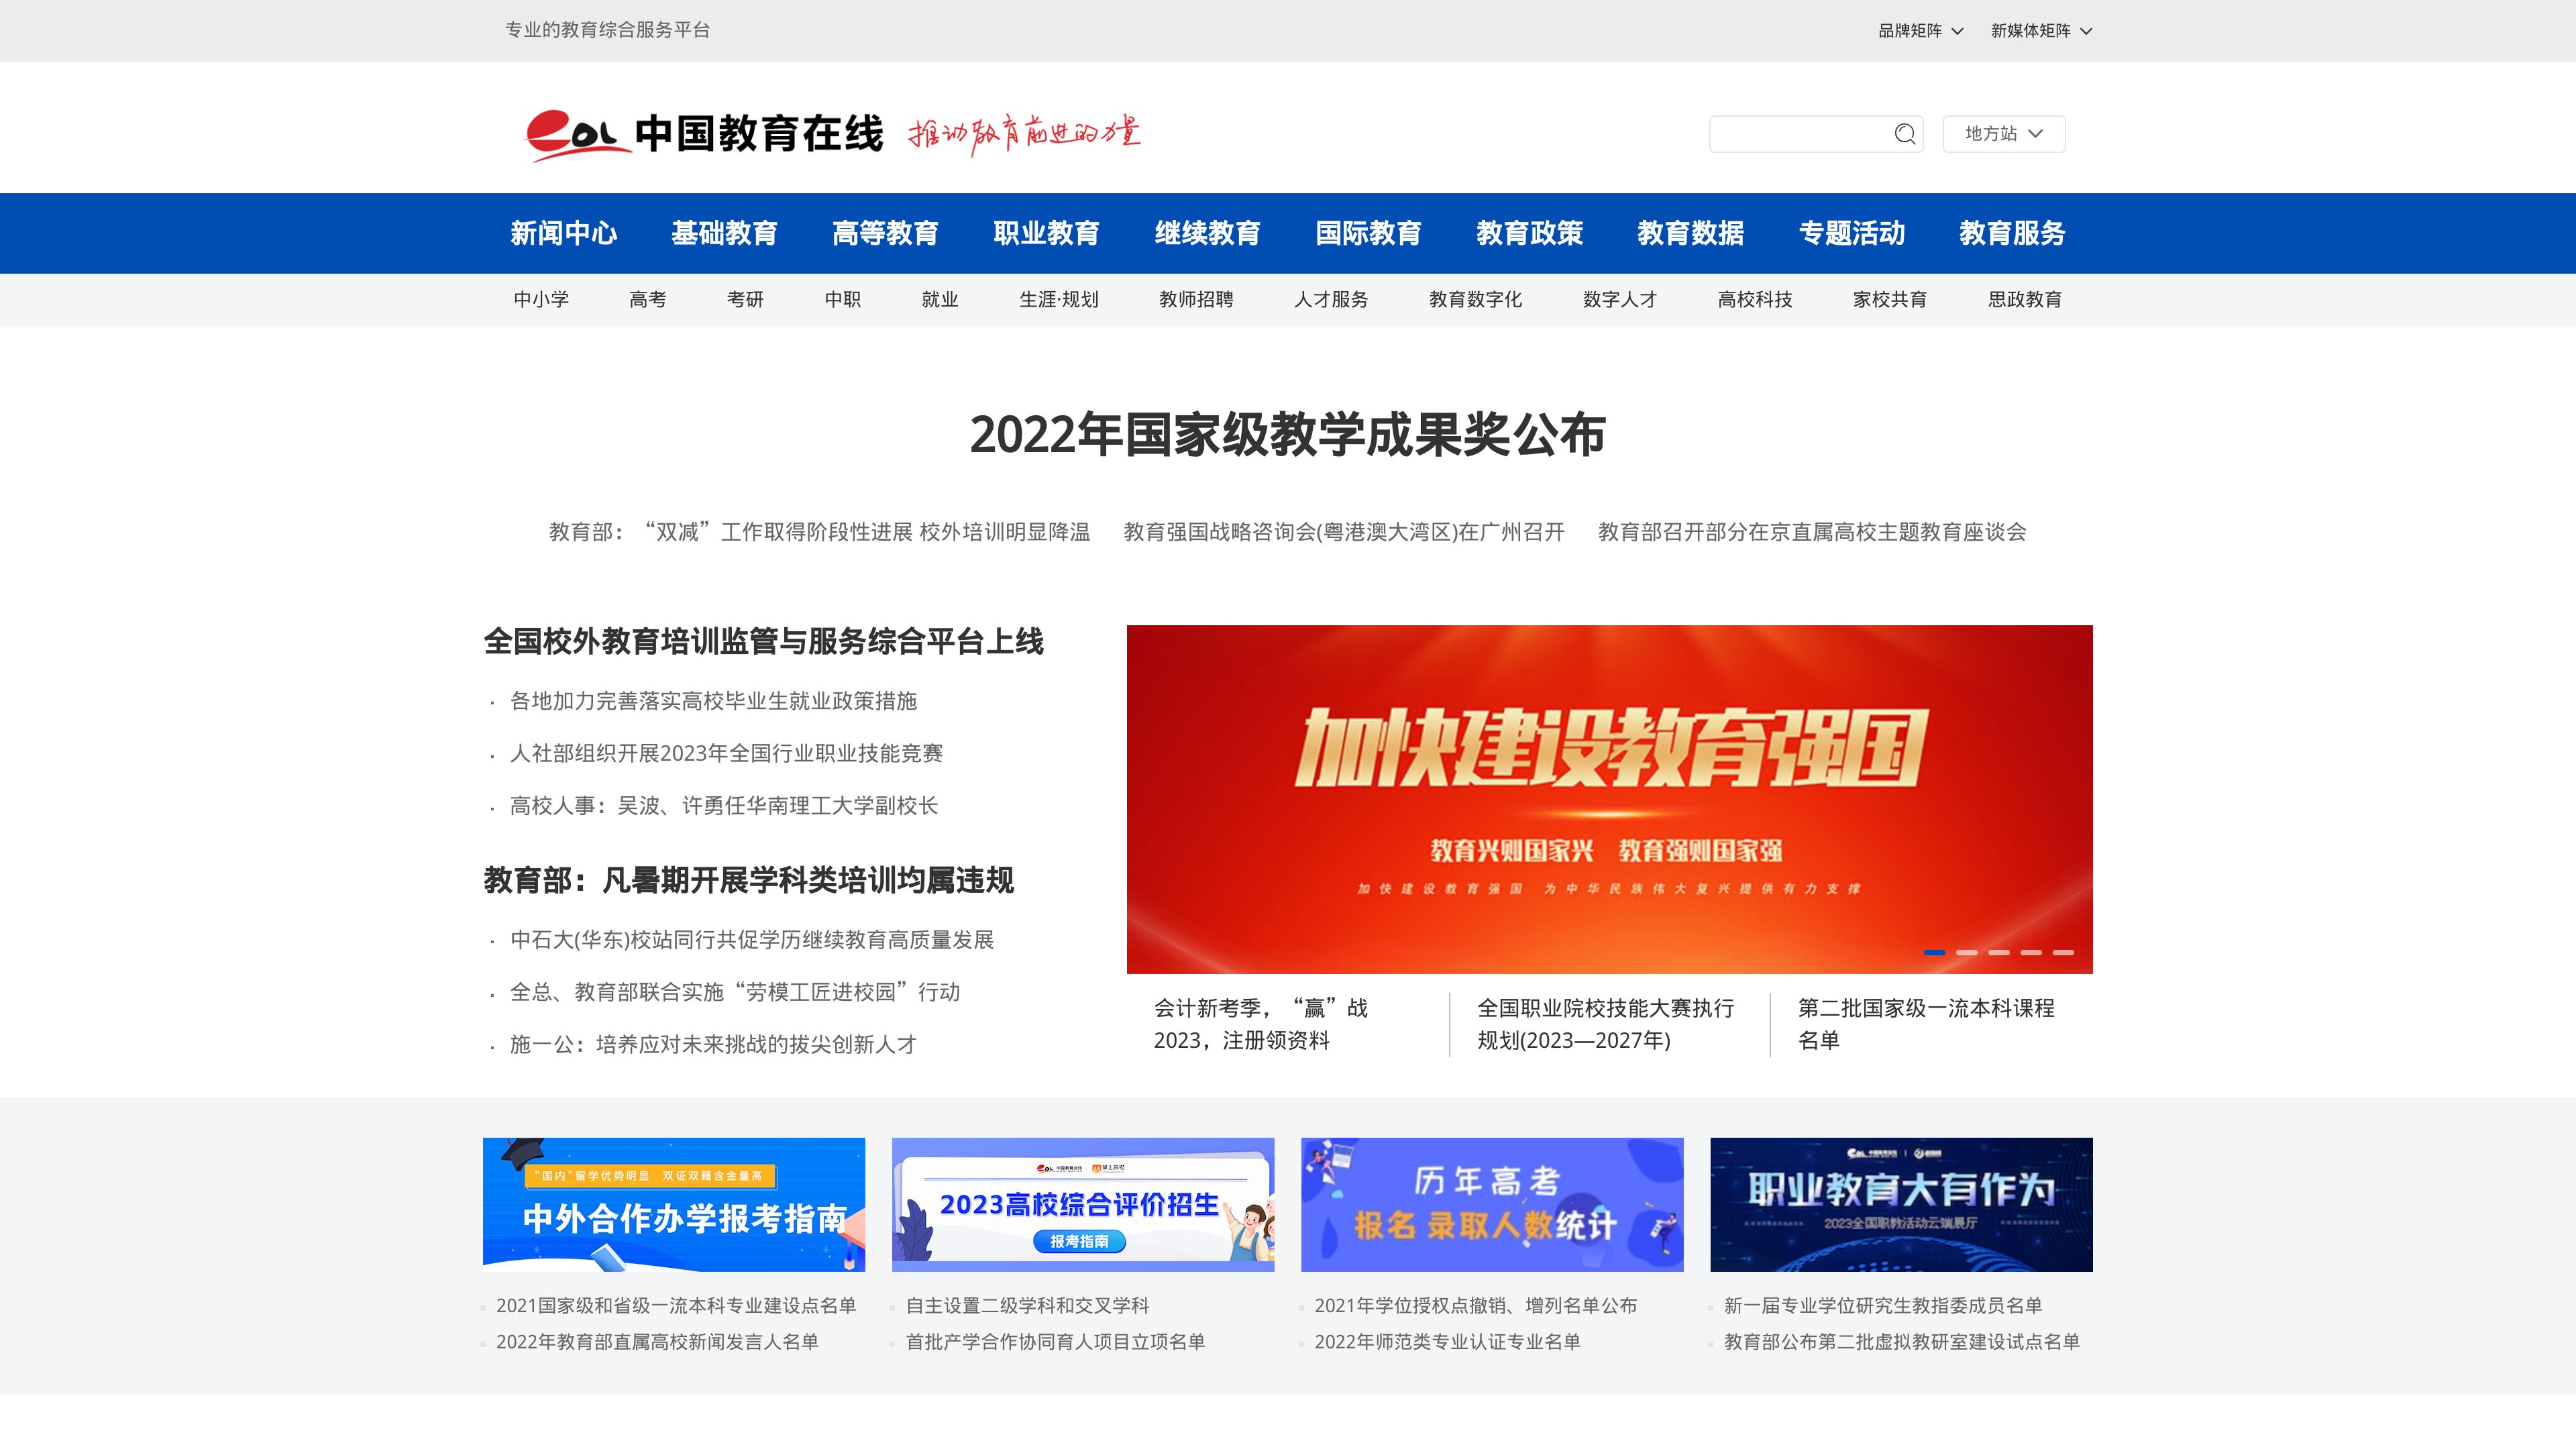 专业的教育综合服务平台
品牌矩阵
新媒体矩阵
eol 中国教育在线
推动教育前进的力量
地方站
新闻中心 基础教育 高等教育 职业教育 继续教育 国际教育 教育政策 教育数据 专题活动 教育服务
中小学 高考 考研 中职 就业 生涯·规划 教师招聘 人才服务 教育数字化 数字人才 高校科技 家校共育 思政教育
2022年国家级教学成果奖公布
教育部：“双减”工作取得阶段性进展 校外培训明显降温 教育强国战略咨询会(粤港澳大湾区)在广州召开 教育部召开部分在京直属高校主题教育座谈会
全国校外教育培训监管与服务综合平台上线
· 各地加力完善落实高校毕业生就业政策措施
· 人社部组织开展2023年全国行业职业技能竞赛
· 高校人事：吴波、许勇任华南理工大学副校长
教育部：凡暑期开展学科类培训均属违规
· 中石大(华东)校站同行共促学历继续教育高质量发展
· 全总、教育部联合实施“劳模工匠进校园”行动
· 施一公：培养应对未来挑战的拔尖创新人才
加快建设教育强国
教育兴则国家兴 教育强则国家强
加快建设教育强国 为中华民族伟大复兴提供有力支撑
会计新考季，“赢”战
2023，注册领资料
全国职业院校技能大赛执行
规划(2023—2027年)
第二批国家级一流本科课程
名单
“国内”留学优势明显 双证双籍含金量高
中外合作办学报考指南
eol 中国教育在线 掌上高考
2023高校综合评价招生
报考指南
历年高考
报名 录取人数统计
eol 中国教育在线
职业教育大有作为
2023全国职教活动云端展厅
2021国家级和省级一流本科专业建设点名单
2022年教育部直属高校新闻发言人名单
自主设置二级学科和交叉学科
首批产学合作协同育人项目立项名单
2021年学位授权点撤销、增列名单公布
2022年师范类专业认证专业名单
新一届专业学位研究生教指委成员名单
教育部公布第二批虚拟教研室建设试点名单